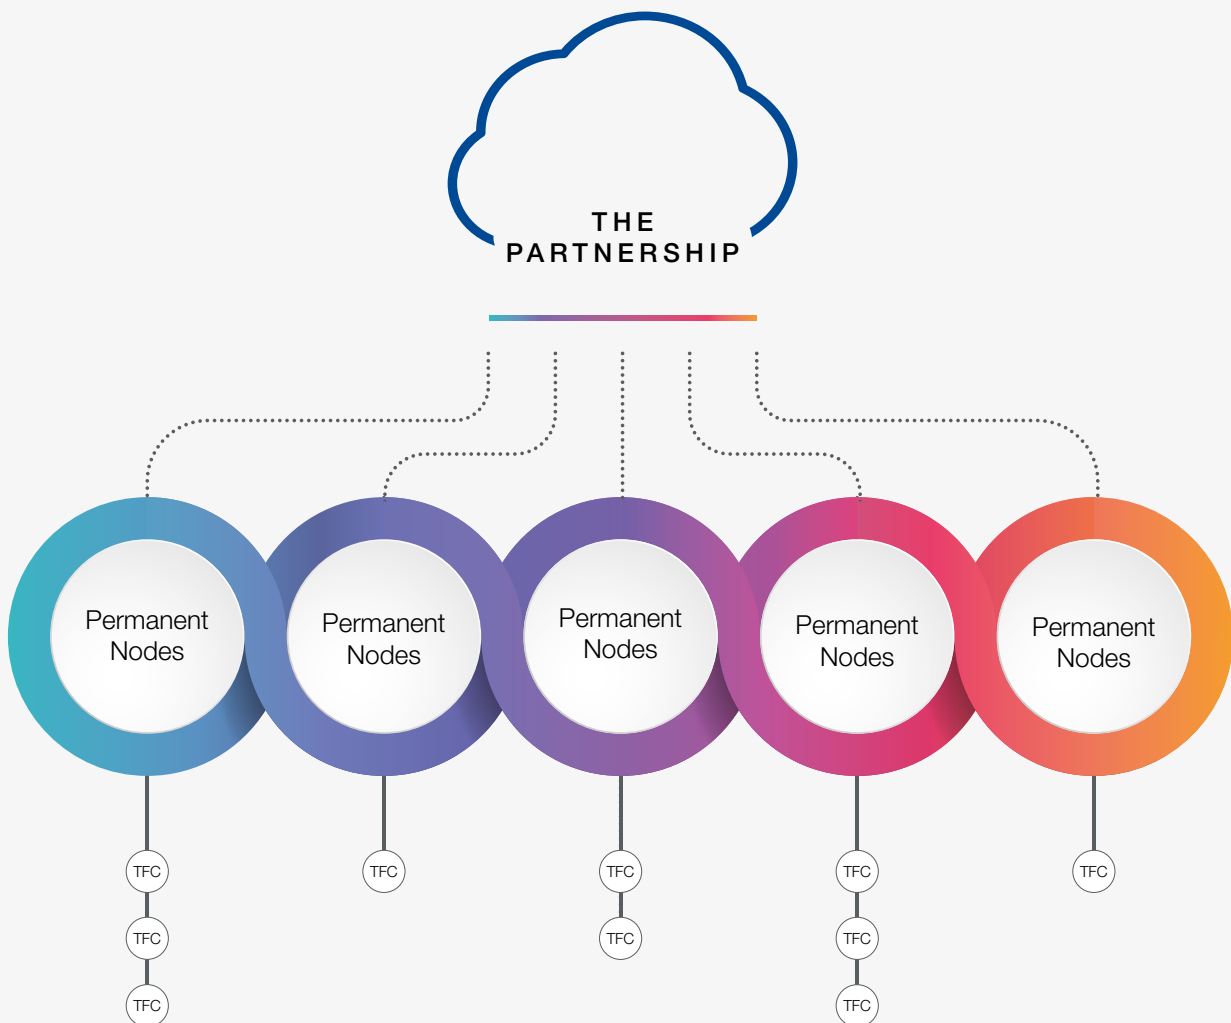 THE
PARTNERSHIP
Permanent
Nodes
Permanent
Nodes
Permanent
Nodes
Permanent
Nodes
Permanent
Nodes
TFC
TFC
TFC
TFC
TFC
TFC
TFC
TFC
TFC
TFC